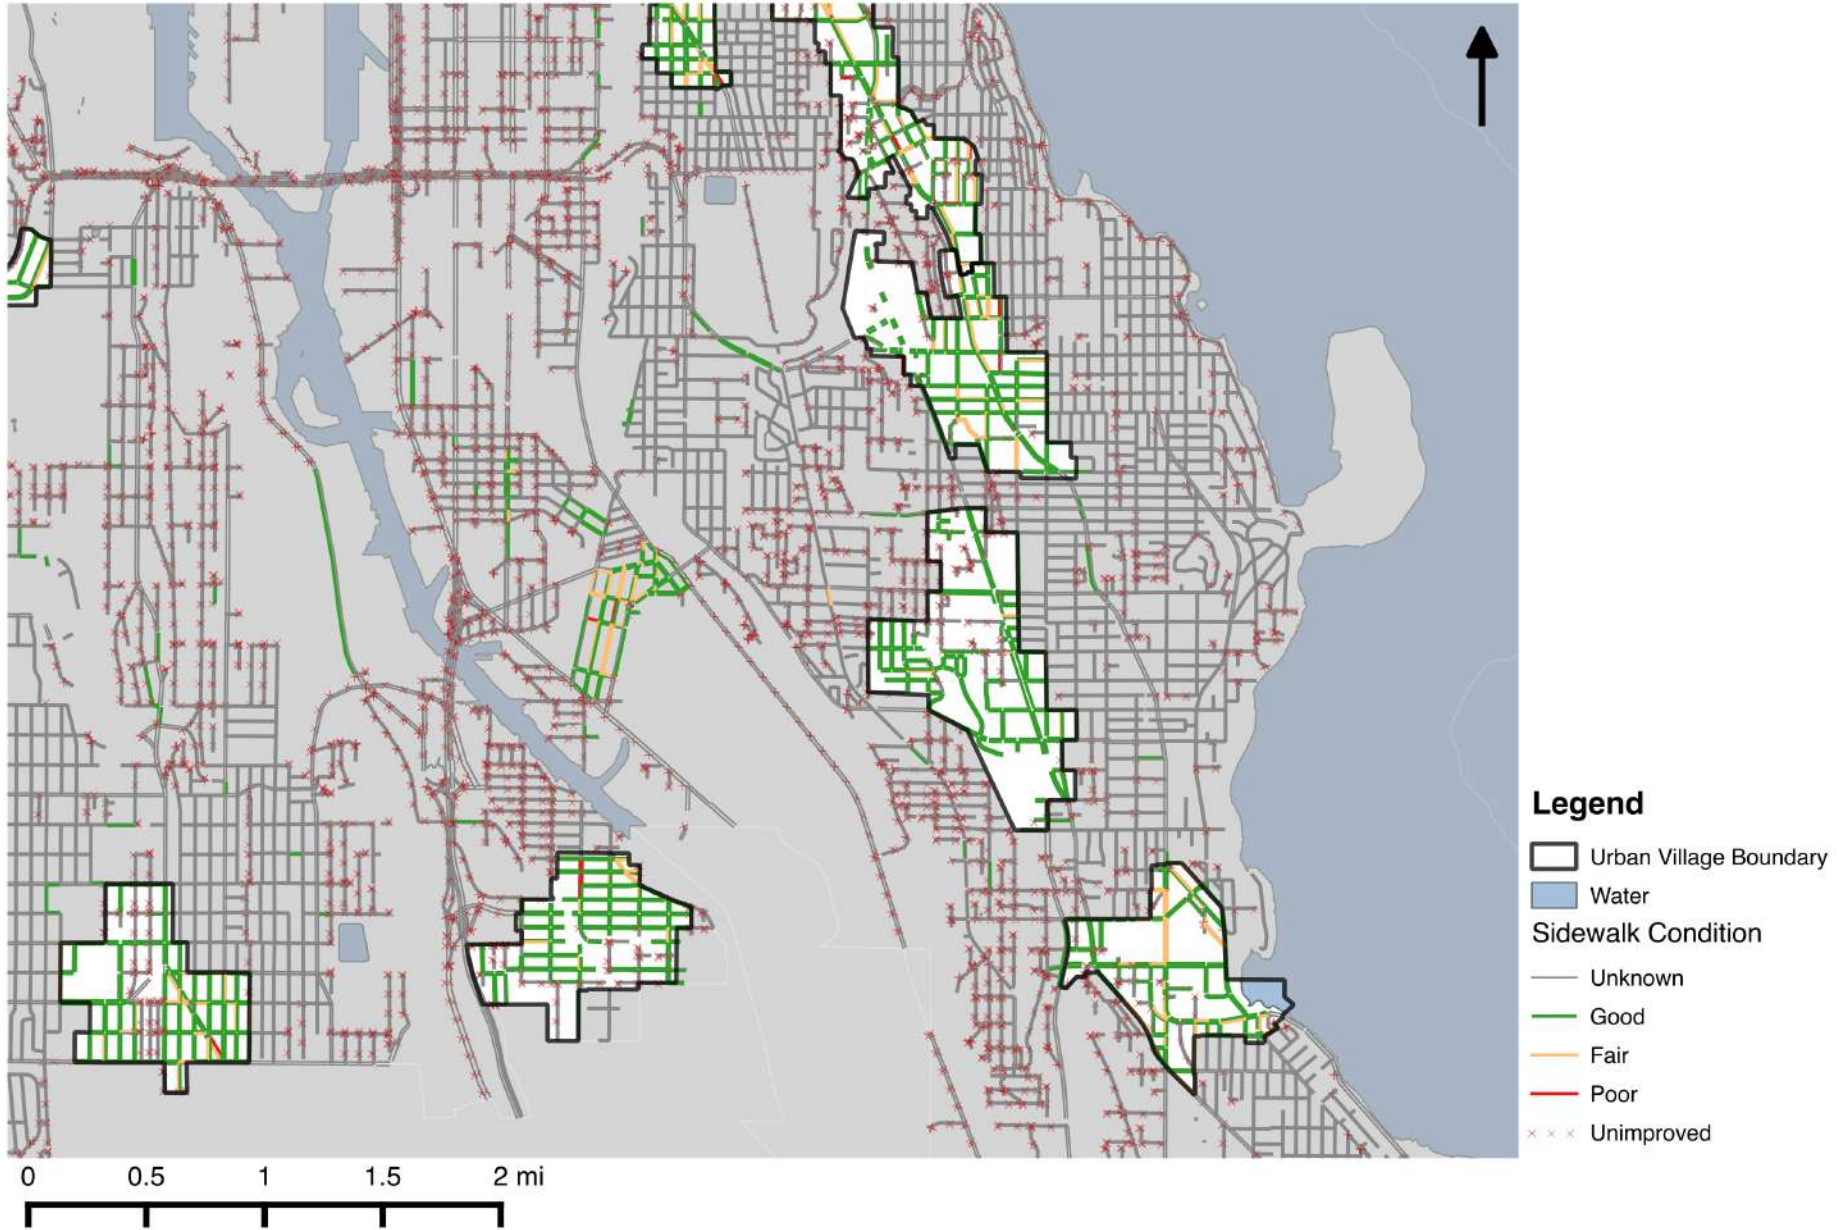 Legend
Urban Village Boundary
Water
Sidewalk Condition
Unknown
Good
Fair
Poor
Unimproved
0 0.5 1 1.5 2 mi